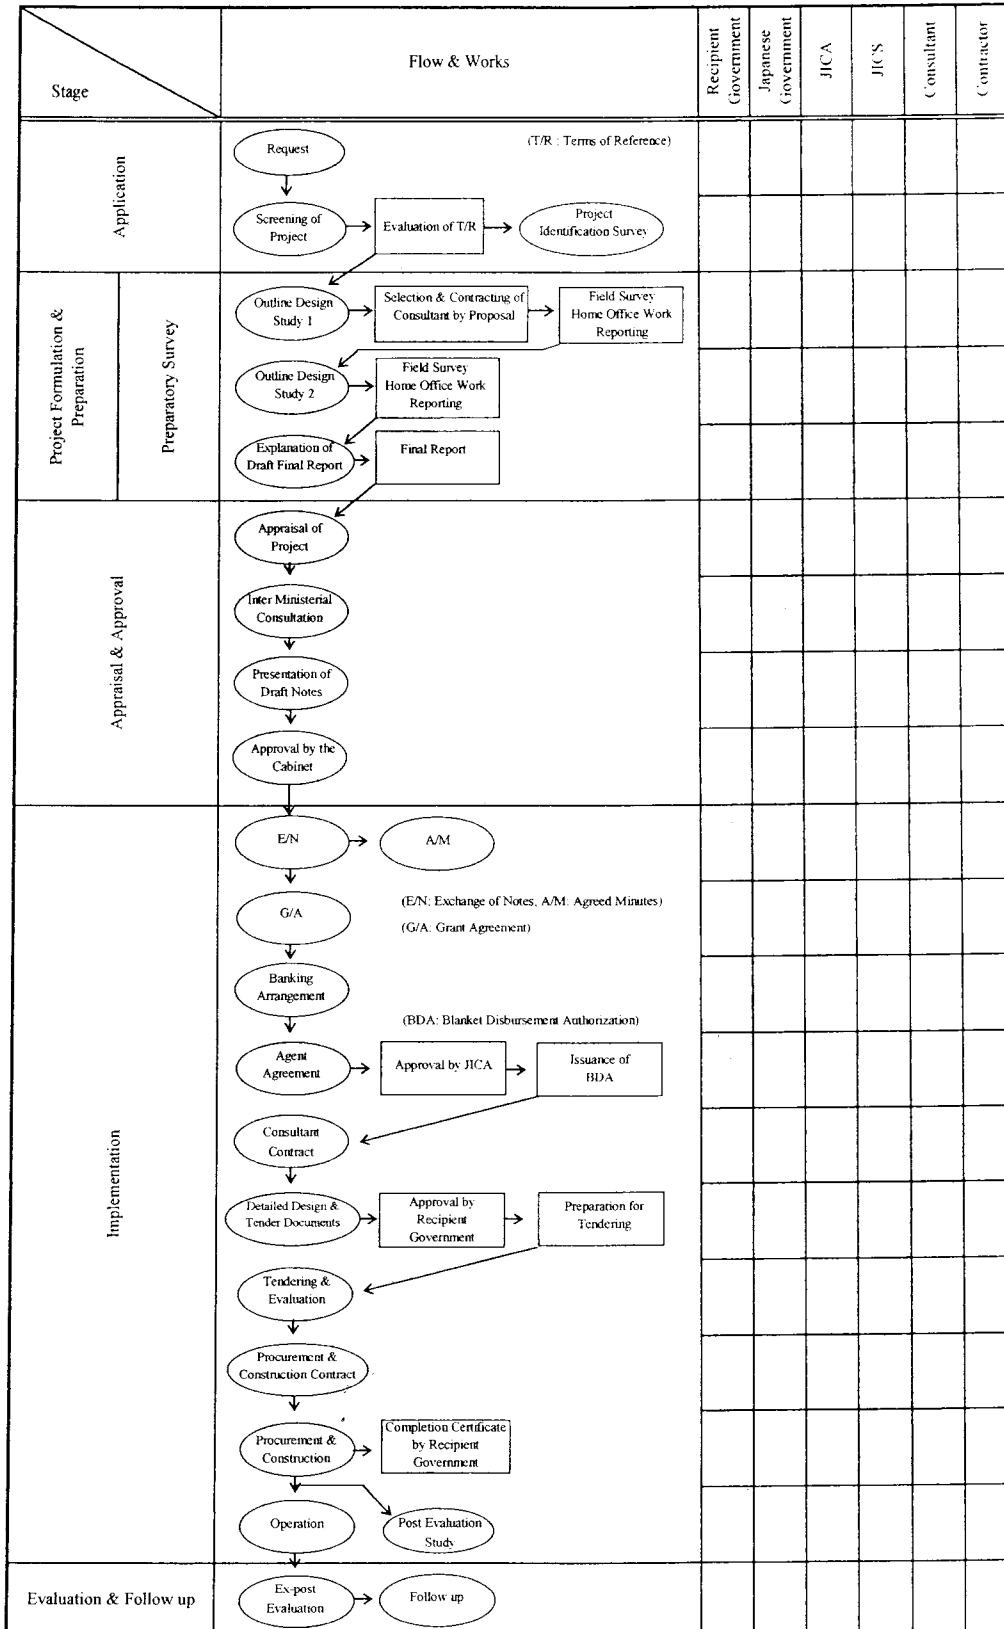 Stage
Flow & Works
Recipient
Government
Japanese
Government
JICA
JICS
Consultant
Contractor
Application
Request
(T/R : Terms of Reference)
Screening of
Project
Evaluation of T/R
Project
Identification Survey
Project Formulation &
Preparation
Preparatory Survey
Outline Design
Study 1
Selection & Contracting of
Consultant by Proposal
Field Survey
Home Office Work
Reporting
Outline Design
Study 2
Field Survey
Home Office Work
Reporting
Explanation of
Draft Final Report
Final Report
Appraisal & Approval
Appraisal of
Project
Inter Ministerial
Consultation
Presentation of
Draft Notes
Approval by the
Cabinet
Implementation
E/N
A/M
G/A
(E/N: Exchange of Notes, A/M: Agreed Minutes)
(G/A: Grant Agreement)
Banking
Arrangement
(BDA: Blanket Disbursement Authorization)
Agent
Agreement
Approval by JICA
Issuance of
BDA
Consultant
Contract
Detailed Design &
Tender Documents
Approval by
Recipient
Government
Preparation for
Tendering
Tendering &
Evaluation
Procurement &
Construction Contract
Procurement &
Construction
Completion Certificate
by Recipient
Government
Operation
Post Evaluation
Study
Evaluation & Follow up
Ex-post
Evaluation
Follow up